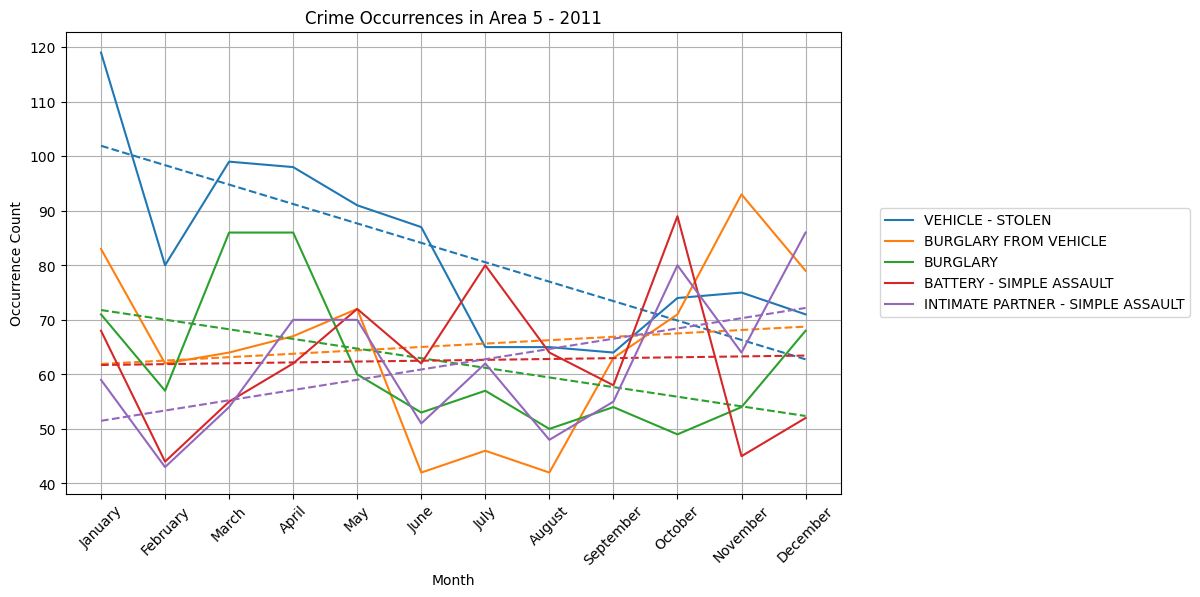 Crime Occurrences in Area 5 - 2011
Occurrence Count
120
110
100
90
80
70
60
50
40
January
February
March
April
May
June
July
August
September
October
November
December
Month
VEHICLE - STOLEN
BURGLARY FROM VEHICLE
BURGLARY
BATTERY - SIMPLE ASSAULT
INTIMATE PARTNER - SIMPLE ASSAULT